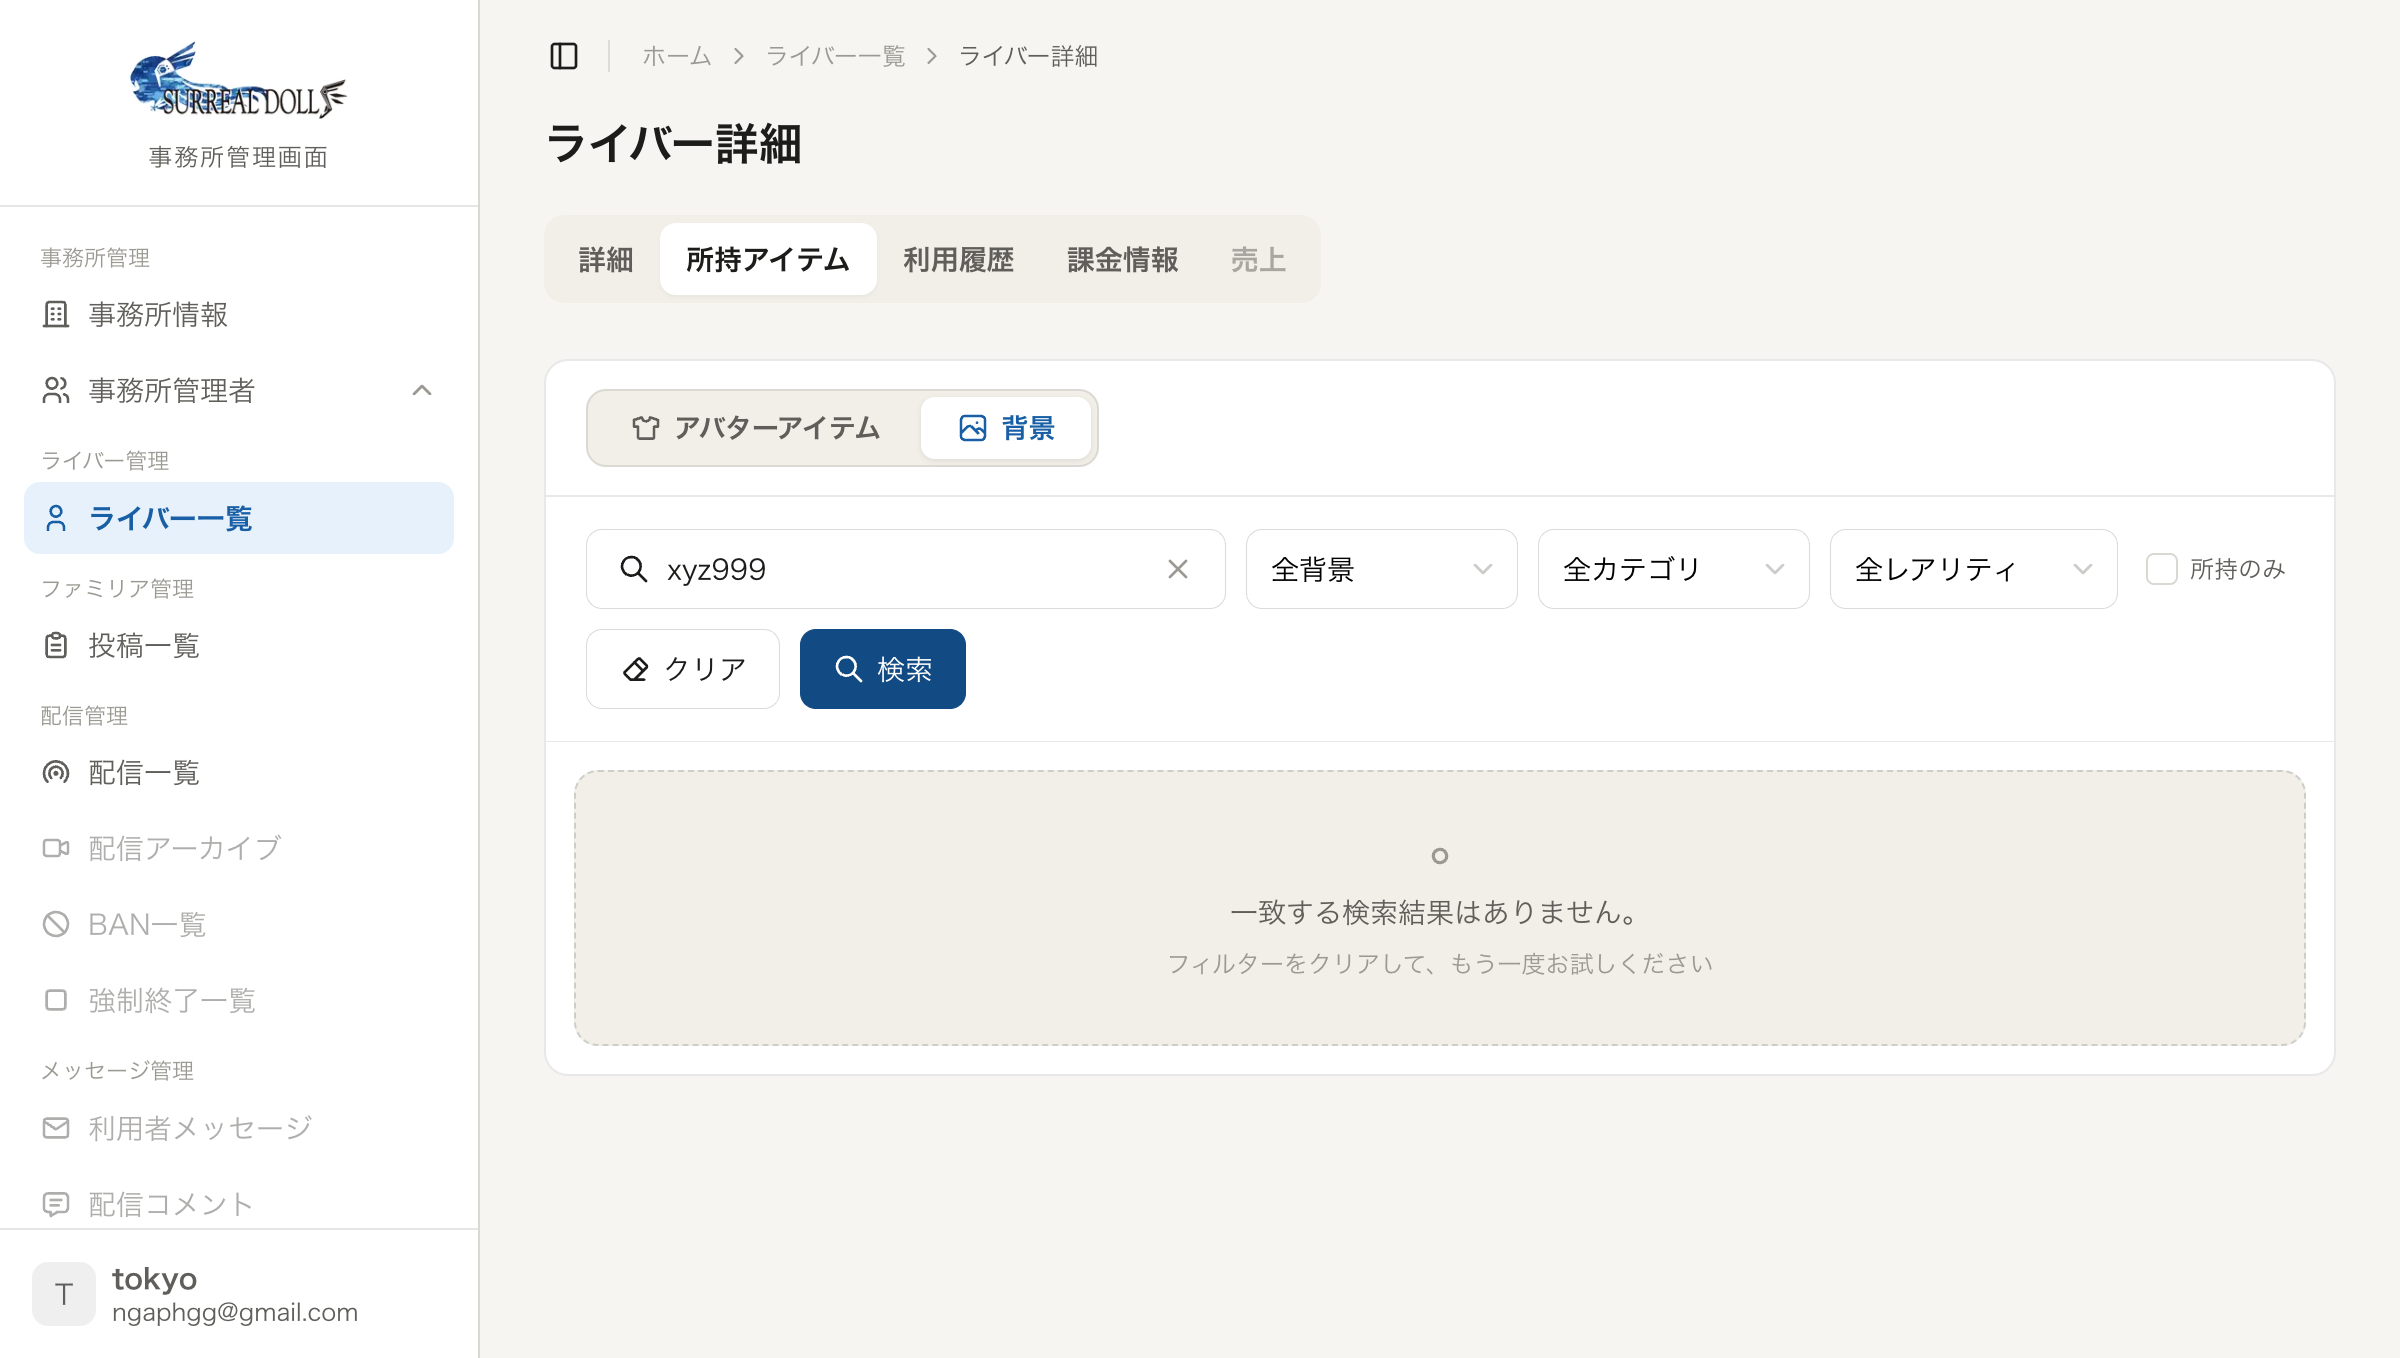 SURREAL DOLL
事務所管理画面
事務所管理
事務所情報
事務所管理者
ライバー管理
ライバー一覧
ファミリア管理
投稿一覧
配信管理
配信一覧
配信アーカイブ
BAN一覧
強制終了一覧
メッセージ管理
利用者メッセージ
配信コメント
T
tokyo
ngaphgg@gmail.com
ホーム ライバー一覧 ライバー詳細
ライバー詳細
詳細 所持アイテム 利用履歴 課金情報 売上
アバターアイテム 背景
xyz999 全背景 全カテゴリ 全レアリティ 所持のみ
クリア 検索
一致する検索結果はありません。
フィルターをクリアして、もう一度お試しください